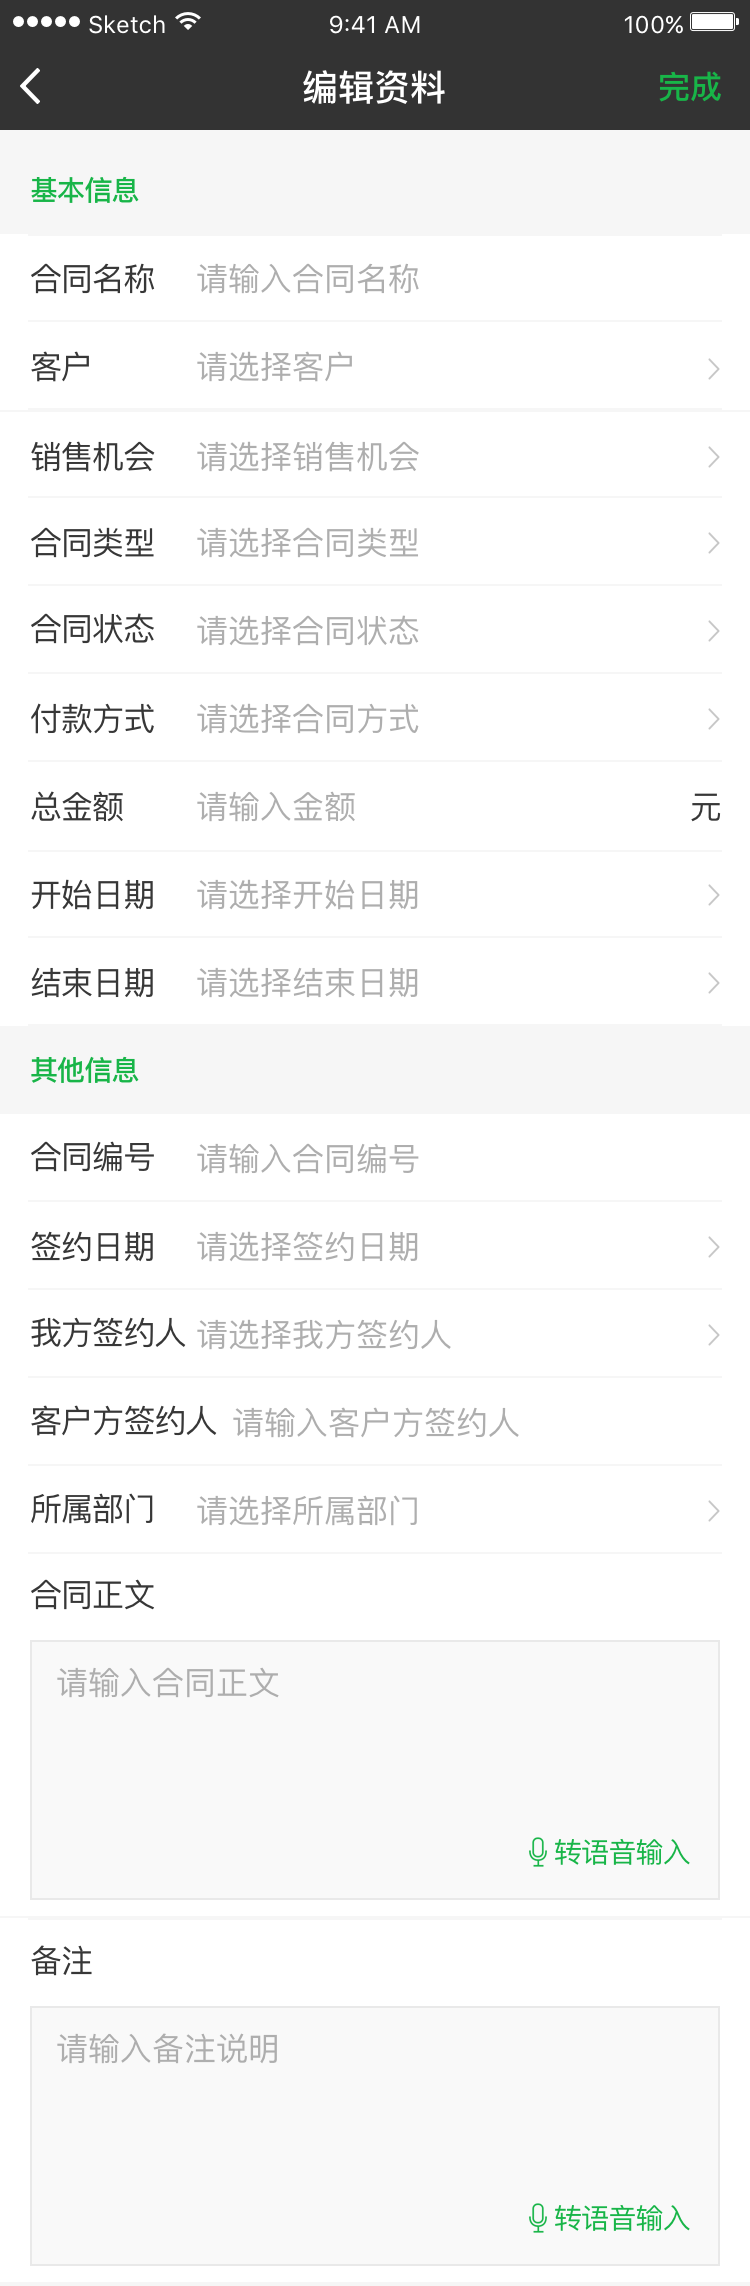 Sketch 9:41 AM 100%
编辑资料 完成
基本信息
合同名称 请输入合同名称
客户 请选择客户
销售机会 请选择销售机会
合同类型 请选择合同类型
合同状态 请选择合同状态
付款方式 请选择合同方式
总金额 请输入金额 元
开始日期 请选择开始日期
结束日期 请选择结束日期
其他信息
合同编号 请输入合同编号
签约日期 请选择签约日期
我方签约人 请选择我方签约人
客户方签约人 请输入客户方签约人
所属部门 请选择所属部门
合同正文
请输入合同正文
转语音输入
备注
请输入备注说明
转语音输入